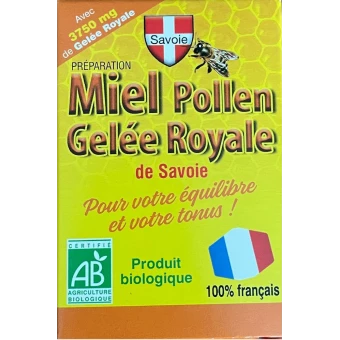 Avec
3750 mg
de Gelée Royale
Savoie
PRÉPARATION
Miel Pollen
Gelée Royale
de Savoie
Pour votre équilibre
et votre tonus !
CERTIFIÉ
AB
AGRICULTURE
BIOLOGIQUE
Produit
biologique
100% français